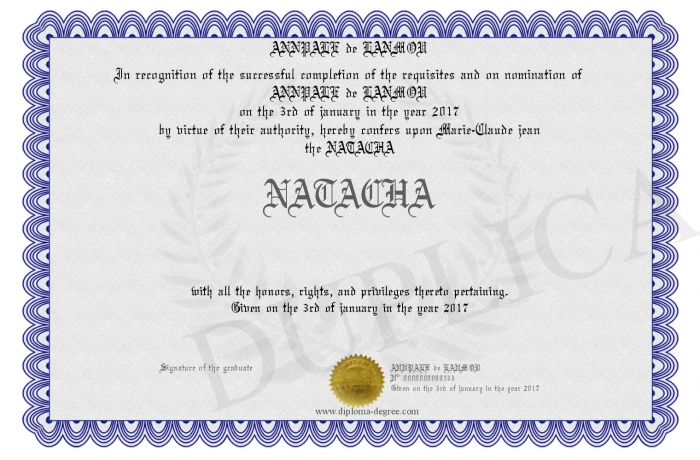 ANNPALE de LANMOU
In recognition of the successful completion of the requisites and on nomination of
ANNPALE de LANMOU
on the 3rd of january in the year 2017
by virtue of their authority, hereby confers upon Marie-Claude jean
the NATACHA
NATACHA
DUPLICA
with all the honors, rights, and privileges thereto pertaining.
Given on the 3rd of january in the year 2017
Signature of the graduate
ANNPALE de LANMOU
N°
Given on the 3rd of january in the year 2017
www.diploma-degree.com